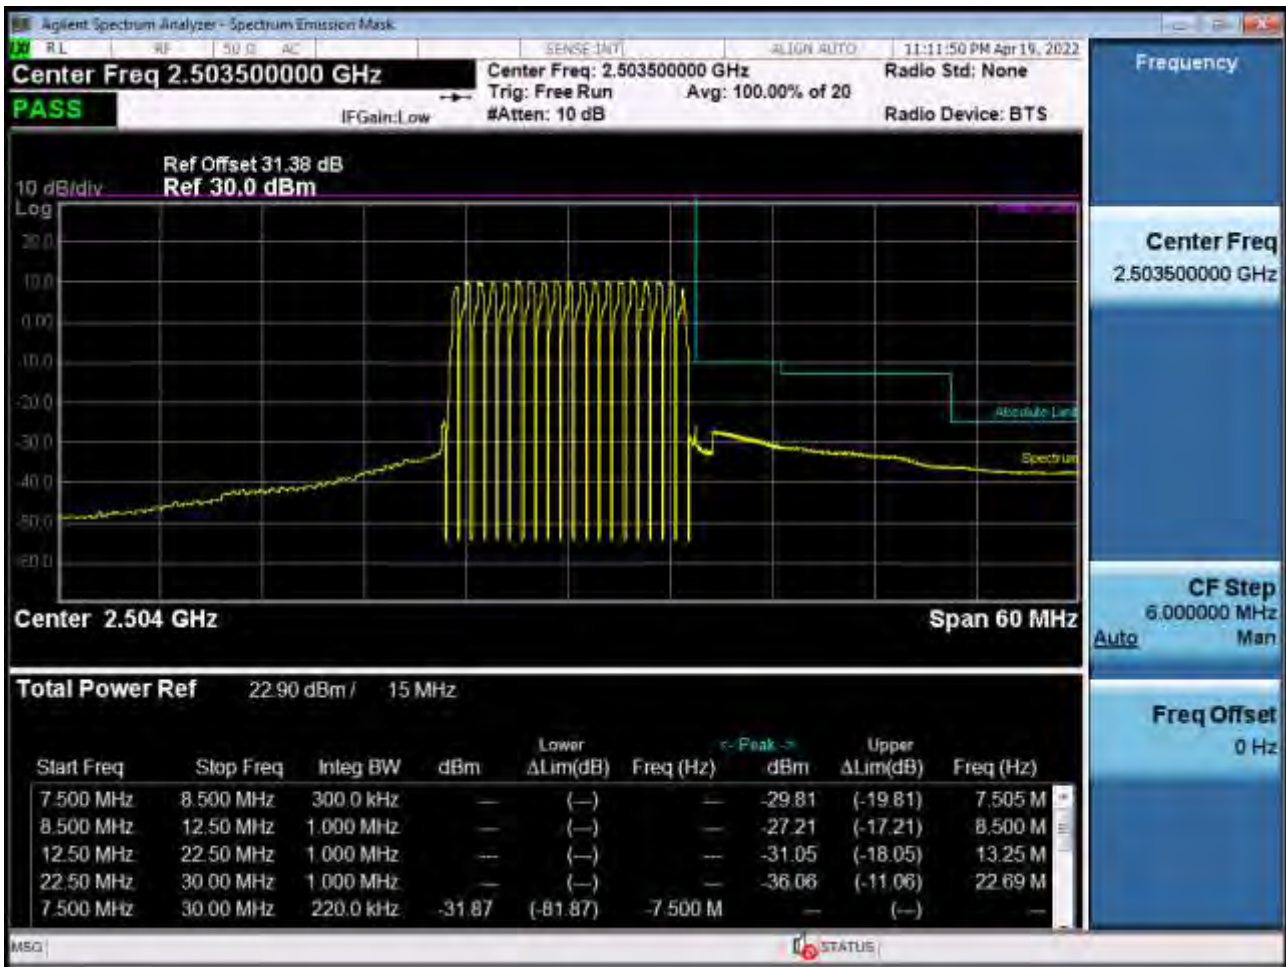 Agilent Spectrum Analyzer - Spectrum Emission Mask
LXI RL RF 50 Ω AC SENSE:INT ALIGN AUTO 11:11:50 PM Apr 19, 2022
Center Freq 2.503500000 GHz Center Freq: 2.503500000 GHz Radio Std: None
Trig: Free Run Avg: 100.00% of 20
PASS IFGain:Low #Atten: 10 dB Radio Device: BTS
Ref Offset 31.38 dB
10 dB/div Ref 30.0 dBm
Log
20.0
10.0
0.00
-10.0
-20.0
Absolute Limit
-30.0
Spectrum
-40.0
-50.0
-60.0
Center 2.504 GHz Span 60 MHz
Total Power Ref 22.90 dBm / 15 MHz
Lower <- Peak -> Upper
Start Freq Stop Freq Integ BW dBm ΔLim(dB) Freq (Hz) dBm ΔLim(dB) Freq (Hz)
7.500 MHz 8.500 MHz 300.0 kHz --- (---) --- -29.81 (-19.81) 7.505 M
8.500 MHz 12.50 MHz 1.000 MHz --- (---) --- -27.21 (-17.21) 8.500 M
12.50 MHz 22.50 MHz 1.000 MHz --- (---) --- -31.05 (-18.05) 13.25 M
22.50 MHz 30.00 MHz 1.000 MHz --- (---) --- -36.06 (-11.06) 22.69 M
7.500 MHz 30.00 MHz 220.0 kHz -31.87 (-81.87) -7.500 M --- (---) ---
MSG STATUS
Frequency
Center Freq
2.503500000 GHz
CF Step
6.000000 MHz
Auto Man
Freq Offset
0 Hz